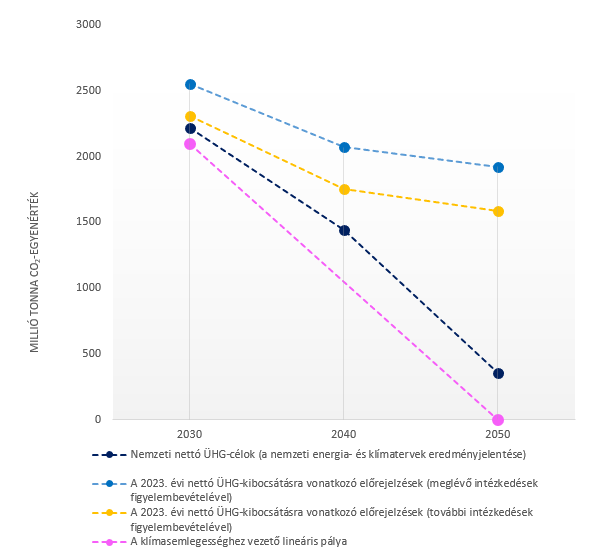 3000
2500
2000
1500
1000
500
0
MILLIÓ TONNA CO₂-EGYENÉRTÉK
2030 2040 2050
Nemzeti nettó ÜHG-célok (a nemzeti energia- és klímatervek eredményjelentése)
A 2023. évi nettó ÜHG-kibocsátásra vonatkozó előrejelzések (meglévő intézkedések
figyelembevételével)
A 2023. évi nettó ÜHG-kibocsátásra vonatkozó előrejelzések (további intézkedések
figyelembevételével)
A klímasemlegességhez vezető lineáris pálya